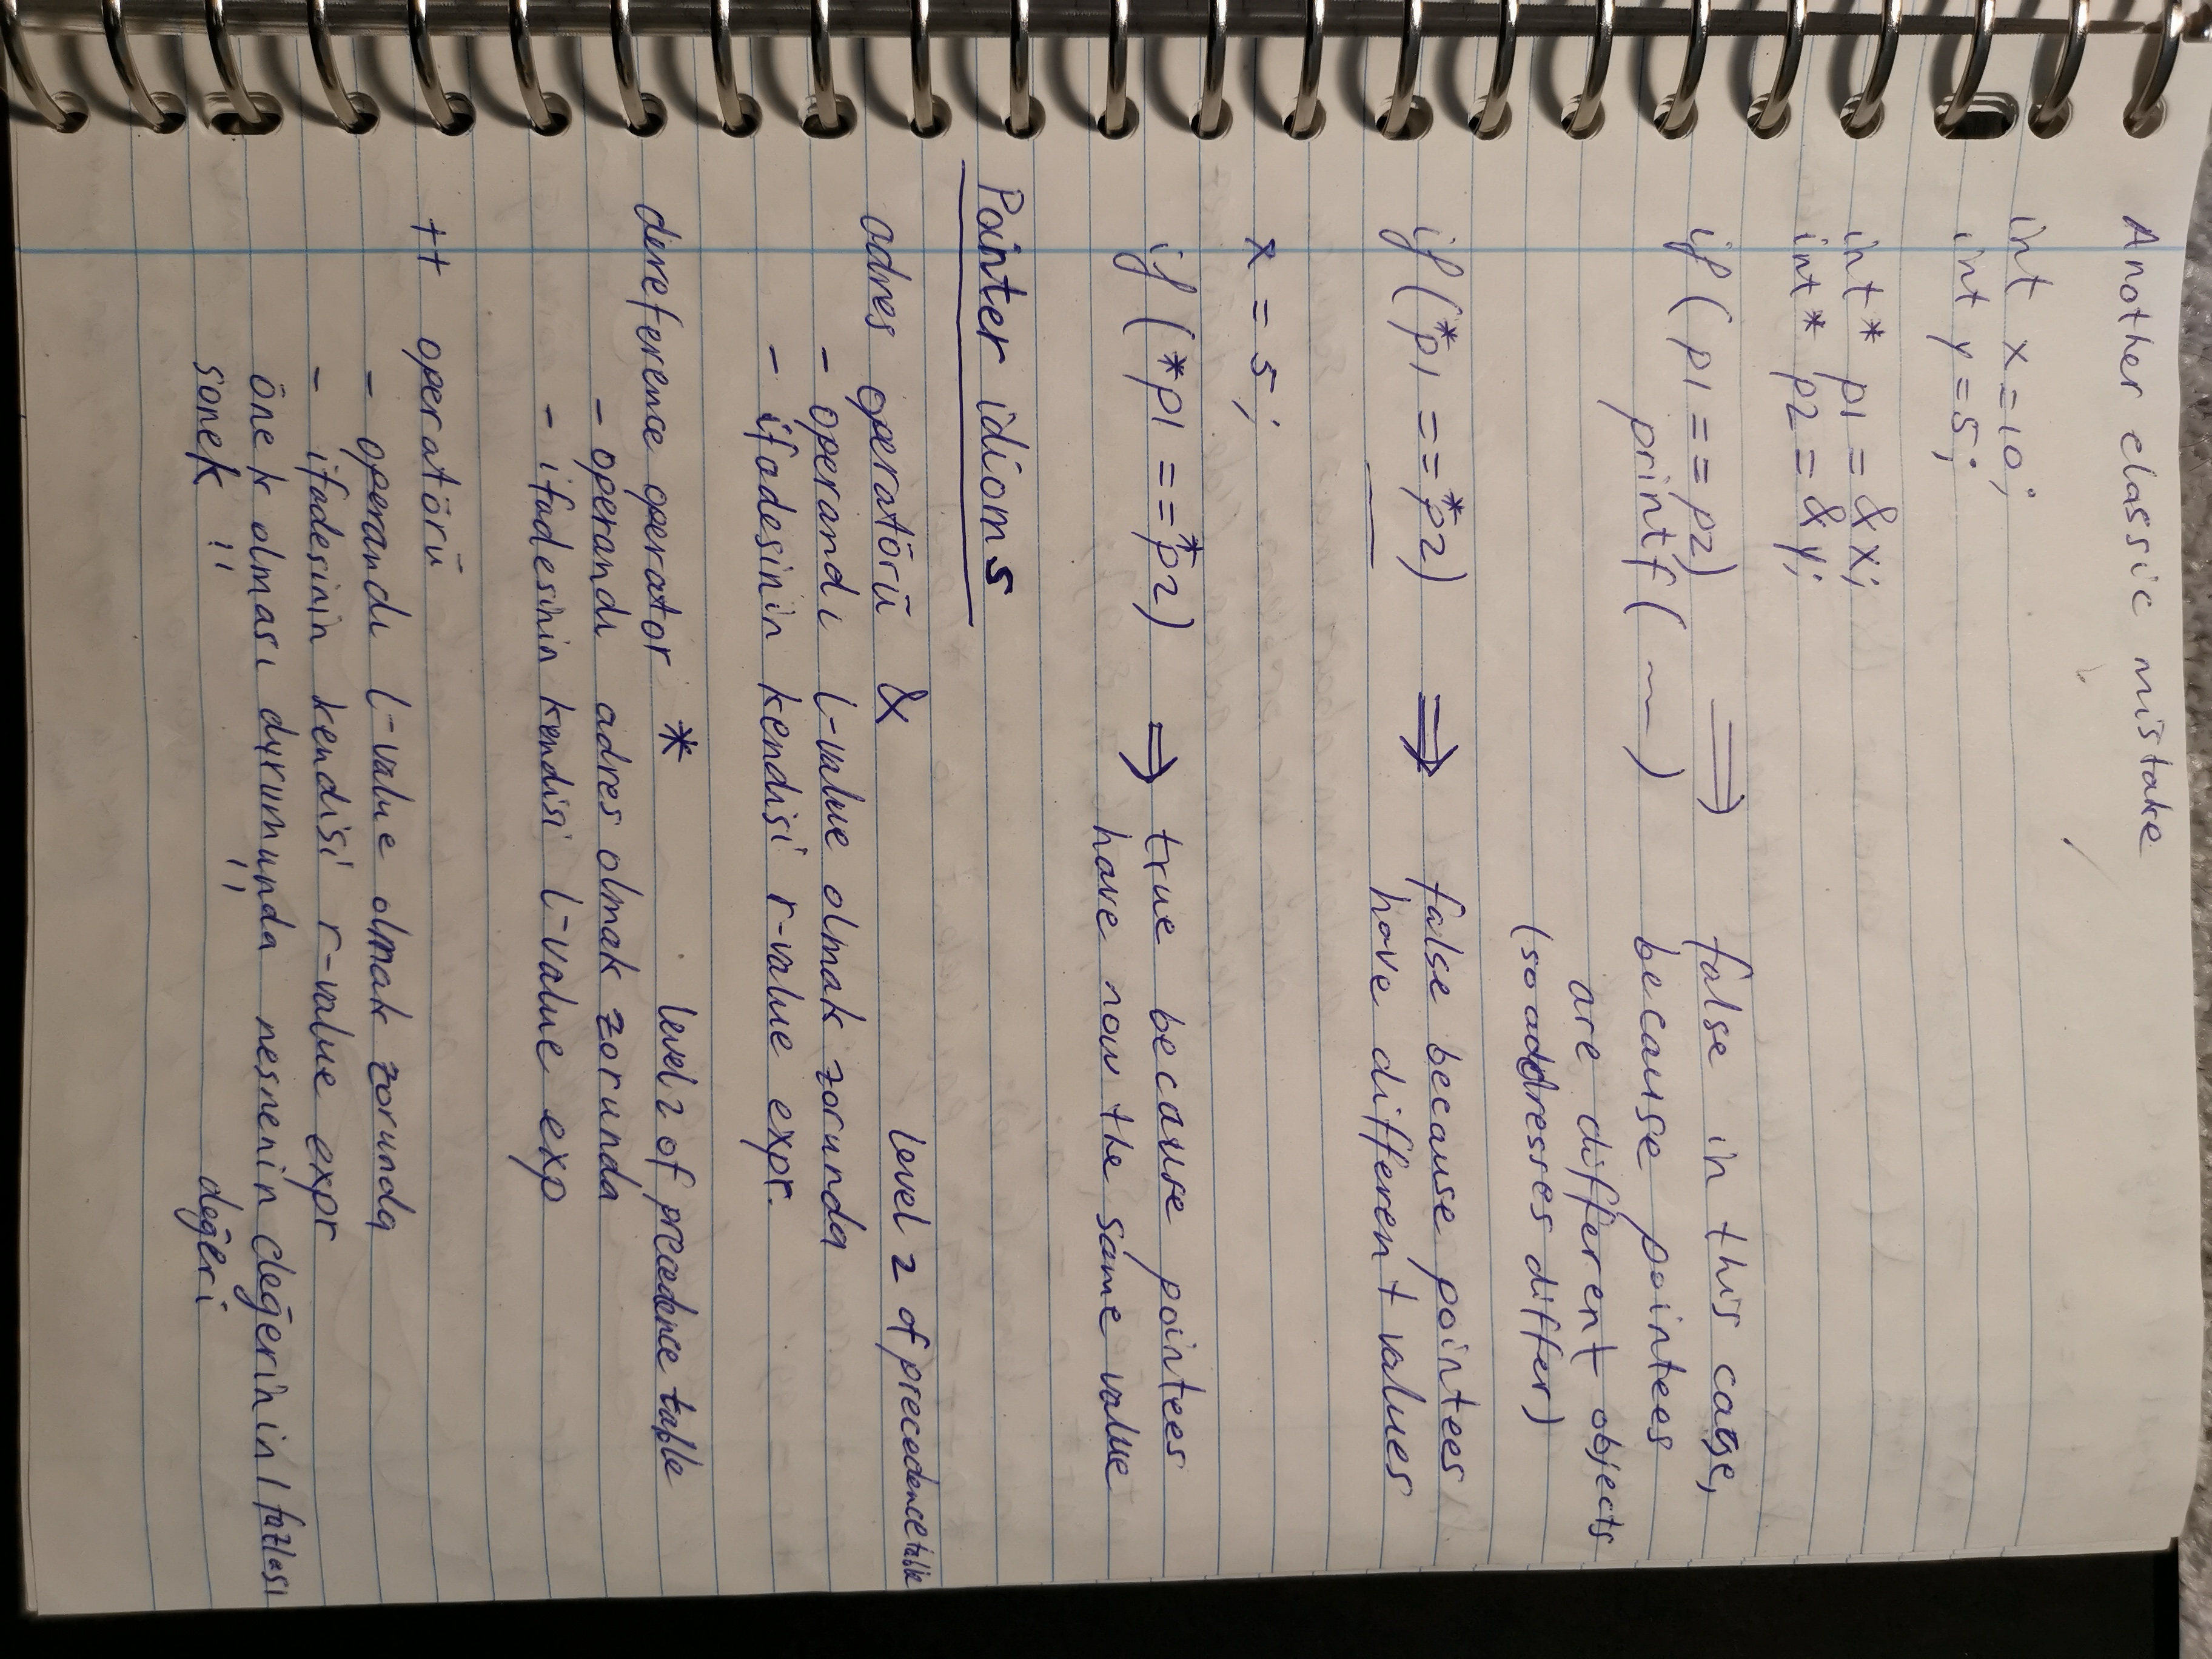 Another classic mistake
int x=10;
int y=5;
int* p1 = &x;
int* p2 = &y;
if (p1 == p2) ⟹ false in this case,
printf( ~~ ) because pointees
are different objects
(so addresses differ)
if (*p1 == *p2) ⟹ false because pointees
have different values
x = 5;
if (*p1 == *p2) ⟹ true because pointees
have now the same value
Pointer idioms
adres operatörü & level 2 of precedence table
- operandı l-value olmak zorunda
- ifadesinin kendisi r-value expr.
dereference operator * level 2 of precedence table
- operandı adres olmak zorunda
- ifadesinin kendisi l-value exp
++ operatörü
- operandı l-value olmak zorunda
- ifadesinin kendisi r-value expr
önek olması durumunda nesnenin değerinin 1 fazlası
sonek '' '' değeri